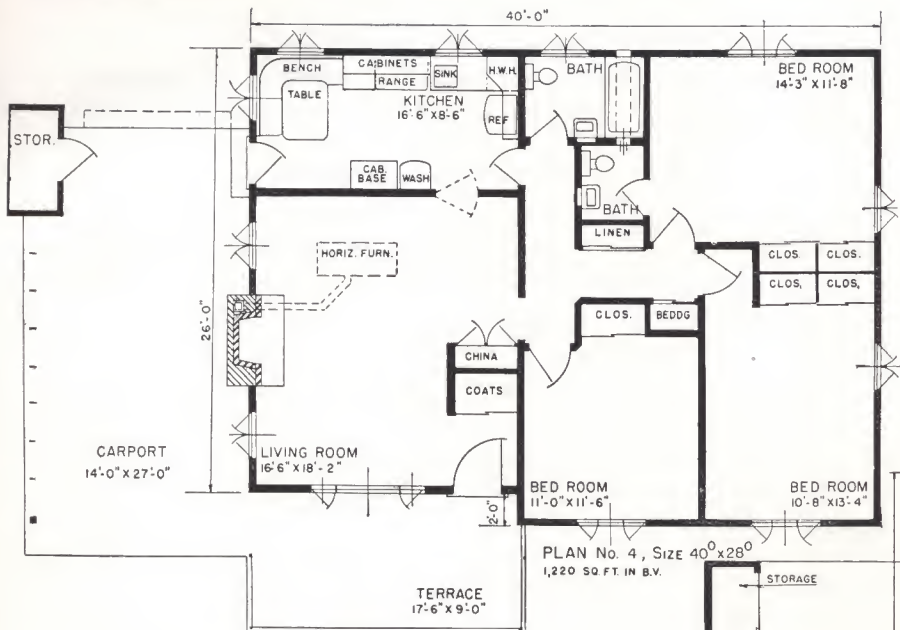 40'-0"
BENCH
CABINETS
RANGE
SINK
H.W.H.
BATH
BED ROOM
14'-3" X 11'-8"
TABLE
KITCHEN
16'-6" X 8'-6"
REF
STOR.
CAB.
BASE
WASH
BATH
LINEN
HORIZ. FURN.
CLOS.
CLOS.
CLOS.
CLOS.
26'-0"
CLOS.
BEDDG
CHINA
COATS
CARPORT
14'-0" X 27'-0"
LIVING ROOM
16'6" X 18'-2"
BED ROOM
11'-0" X 11'-6"
BED ROOM
10'-8" X 13'-4"
2'-0"
PLAN No. 4, SIZE 40⁰ x 28⁰
1,220 SQ. FT. IN B.V.
STORAGE
TERRACE
17'-6" X 9'-0"